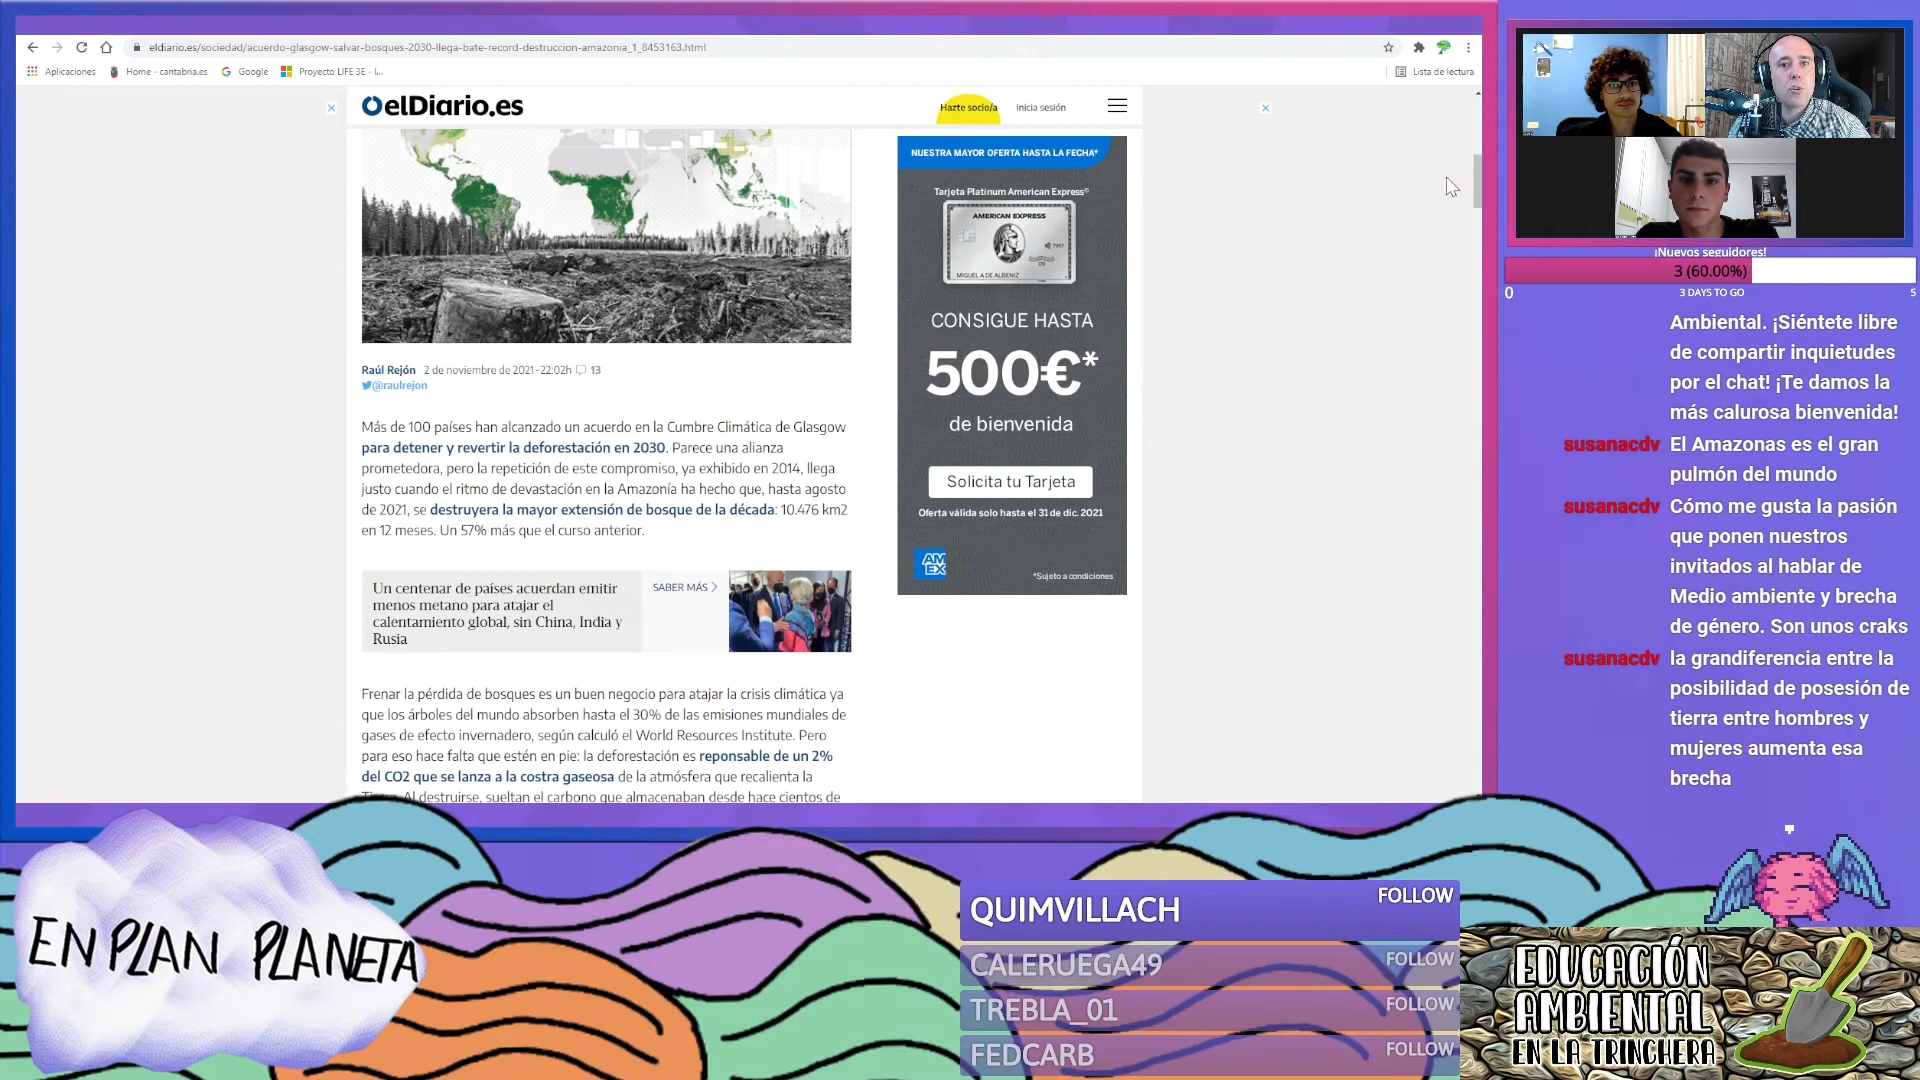 eldiario.es/sociedad/acuerdo-glasgow-salvar-bosques-2030-llega-bate-record-destruccion-amazonia_1_8453163.html
Aplicaciones
Home - cantabria.es
Google
Proyecto LIFE 3E - I...
Lista de lectura
elDiario.es
Hazte socio/a
Inicia sesión
Raúl Rejón 2 de noviembre de 2021 - 22:02h 13
@raulrejon
Más de 100 países han alcanzado un acuerdo en la Cumbre Climática de Glasgow
para detener y revertir la deforestación en 2030. Parece una alianza
prometedora, pero la repetición de este compromiso, ya exhibido en 2014, llega
justo cuando el ritmo de devastación en la Amazonía ha hecho que, hasta agosto
de 2021, se destruyera la mayor extensión de bosque de la década: 10.476 km2
en 12 meses. Un 57% más que el curso anterior.
Un centenar de países acuerdan emitir
menos metano para atajar el
calentamiento global, sin China, India y
Rusia
SABER MÁS
Frenar la pérdida de bosques es un buen negocio para atajar la crisis climática ya
que los árboles del mundo absorben hasta el 30% de las emisiones mundiales de
gases de efecto invernadero, según calculó el World Resources Institute. Pero
para eso hace falta que estén en pie: la deforestación es reponsable de un 2%
del CO2 que se lanza a la costra gaseosa de la atmósfera que recalienta la
Al destruirse, sueltan el carbono que almacenaban desde hace cientos de
NUESTRA MAYOR OFERTA HASTA LA FECHA*
Tarjeta Platinum American Express®
AMERICAN EXPRESS
MIGUEL A DE ALBENIZ
CONSIGUE HASTA
500€*
de bienvenida
Solicita tu Tarjeta
Oferta válida solo hasta el 31 de dic. 2021
AM
EX
*Sujeto a condiciones
¡Nuevos seguidores!
3 (60.00%)
0
3 DAYS TO GO
5
Ambiental. ¡Siéntete libre
de compartir inquietudes
por el chat! ¡Te damos la
más calurosa bienvenida!
susanacdv El Amazonas es el gran
pulmón del mundo
susanacdv Cómo me gusta la pasión
que ponen nuestros
invitados al hablar de
Medio ambiente y brecha
de género. Son unos craks
susanacdv la grandiferencia entre la
posibilidad de posesión de
tierra entre hombres y
mujeres aumenta esa
brecha
EN PLAN PLANETA
QUIMVILLACH FOLLOW
CALERUEGA49 FOLLOW
TREBLA_01 FOLLOW
FEDCARB FOLLOW
EDUCACIÓN
AMBIENTAL
EN LA TRINCHERA